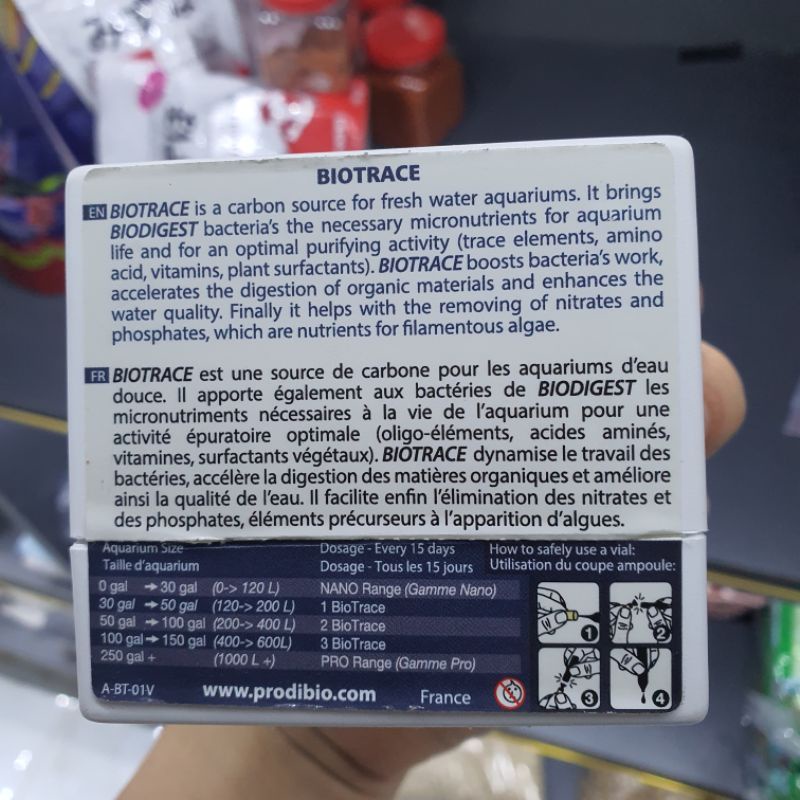 BIOTRACE
EN BIOTRACE is a carbon source for fresh water aquariums. It brings
BIODIGEST bacteria's the necessary micronutrients for aquarium
life and for an optimal purifying activity (trace elements, amino
acid, vitamins, plant surfactants). BIOTRACE boosts bacteria's work,
accelerates the digestion of organic materials and enhances the
water quality. Finally it helps with the removing of nitrates and
phosphates, which are nutrients for filamentous algae.
FR BIOTRACE est une source de carbone pour les aquariums d'eau
douce. Il apporte également aux bactéries de BIODIGEST les
micronutriments nécessaires à la vie de l'aquarium pour une
activité épuratoire optimale (oligo-éléments, acides aminés,
vitamines, surfactants végétaux). BIOTRACE dynamise le travail des
bactéries, accélère la digestion des matières organiques et améliore
ainsi la qualité de l'eau. Il facilite enfin l'élimination des nitrates et
des phosphates, éléments précurseurs à l'apparition d'algues.
Aquarium Size Dosage - Every 15 days How to safely use a vial:
Taille d'aquarium Dosage - Tous les 15 jours Utilisation du coupe ampoule:
0 gal ➔ 30 gal (0-> 120 L) NANO Range (Gamme Nano)
30 gal ➔ 50 gal (120-> 200 L) 1 BioTrace
50 gal ➔ 100 gal (200-> 400 L) 2 BioTrace
100 gal ➔ 150 gal (400-> 600L) 3 BioTrace
250 gal + (1000 L +) PRO Range (Gamme Pro)
1 2
3 4
A-BT-01V www.prodibio.com France